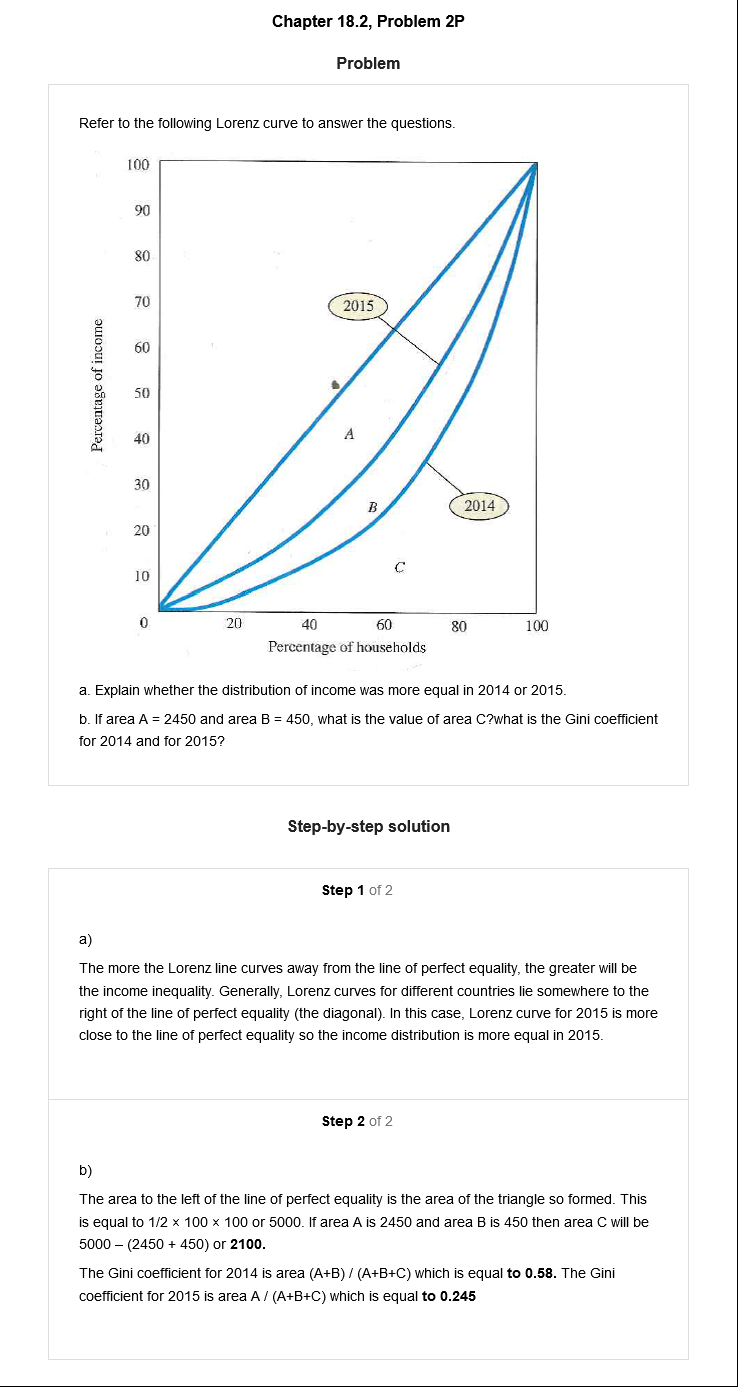 Chapter 18.2, Problem 2P
Problem
Refer to the following Lorenz curve to answer the questions.
100
90
80
70
60
50
40
30
20
10
Percentage of income
2015
A
B
2014
C
0 20 40 60 80 100
Percentage of households
a. Explain whether the distribution of income was more equal in 2014 or 2015.
b. If area A = 2450 and area B = 450, what is the value of area C?what is the Gini coefficient
for 2014 and for 2015?
Step-by-step solution
Step 1 of 2
a)
The more the Lorenz line curves away from the line of perfect equality, the greater will be
the income inequality. Generally, Lorenz curves for different countries lie somewhere to the
right of the line of perfect equality (the diagonal). In this case, Lorenz curve for 2015 is more
close to the line of perfect equality so the income distribution is more equal in 2015.
Step 2 of 2
b)
The area to the left of the line of perfect equality is the area of the triangle so formed. This
is equal to 1/2 × 100 × 100 or 5000. If area A is 2450 and area B is 450 then area C will be
5000 – (2450 + 450) or 2100.
The Gini coefficient for 2014 is area (A+B) / (A+B+C) which is equal to 0.58. The Gini
coefficient for 2015 is area A / (A+B+C) which is equal to 0.245